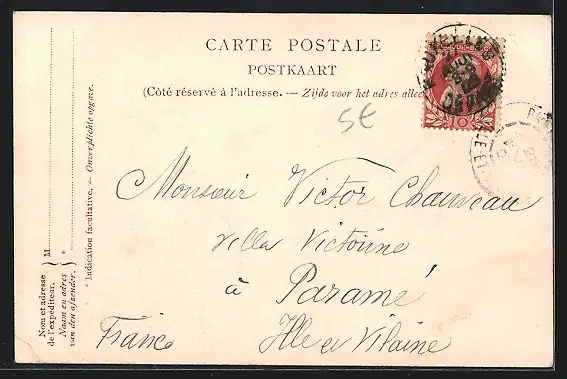 CARTE POSTALE
POSTKAART
(Côté réservé à l'adresse. — Zijde voor het adres alleen
5€
10
Monsieur Victor Chauveau
villa Victorine
à Paramé
France Ille et Vilaine
Nom et adresse
de l'expéditeur.
Naam en adres
van den afzender.
M
*
* Indication facultative. — Onverplichte opgave.